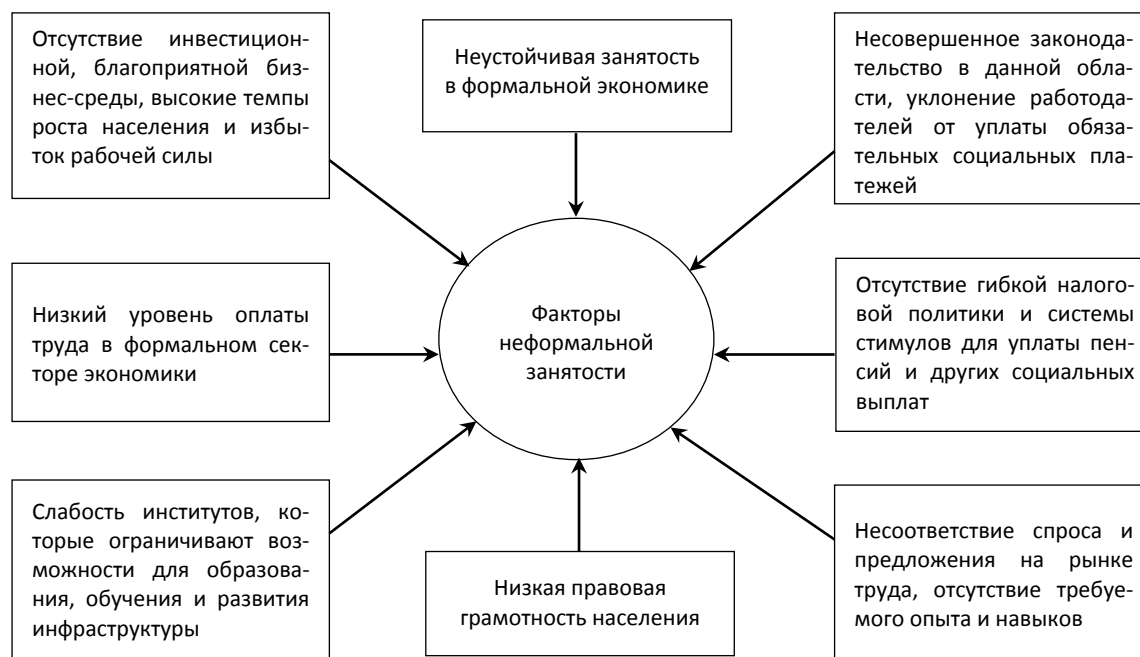 Отсутствие инвестицион-
ной, благоприятной биз-
нес-среды, высокие темпы
роста населения и избы-
ток рабочей силы
Неустойчивая занятость
в формальной экономике
Несовершенное законода-
тельство в данной обла-
сти, уклонение работода-
телей от уплаты обяза-
тельных социальных пла-
тежей
Низкий уровень оплаты
труда в формальном сек-
торе экономики
Факторы
неформальной
занятости
Отсутствие гибкой налого-
вой политики и системы
стимулов для уплаты пен-
сий и других социальных
выплат
Слабость институтов, ко-
торые ограничивают воз-
можности для образова-
ния, обучения и развития
инфраструктуры
Низкая правовая
грамотность населения
Несоответствие спроса и
предложения на рынке
труда, отсутствие требуе-
мого опыта и навыков